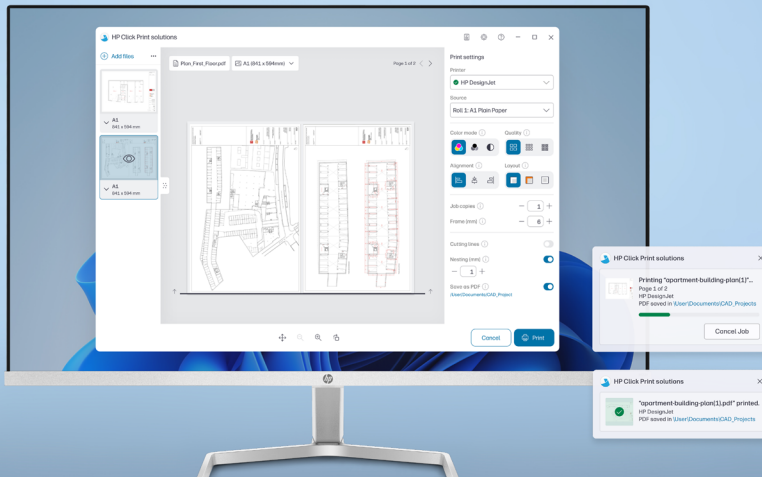 HP Click Print solutions
Add files
Plan_First_Floor.pdf
A1 (841 x 594mm)
Page 1 of 2
A1
841 x 594 mm
A1
841 x 594 mm
Print settings
Printer
HP DesignJet
Source
Roll 1: A1 Plain Paper
Color mode
Quality
Alignment
Layout
Job copies
1
Frame (mm)
6
Cutting lines
Nesting (mm)
1
Save as PDF
/User/Documents/CAD_Project
Cancel
Print
hp
HP Click Print solutions
Printing "apartment-building-plan(1)"...
Page 1 of 2
HP DesignJet
PDF saved in \User\Documents\CAD_Projects
Cancel Job
HP Click Print solutions
"apartment-building-plan(1).pdf" printed.
HP DesignJet
PDF saved in \User\Documents\CAD_Projects